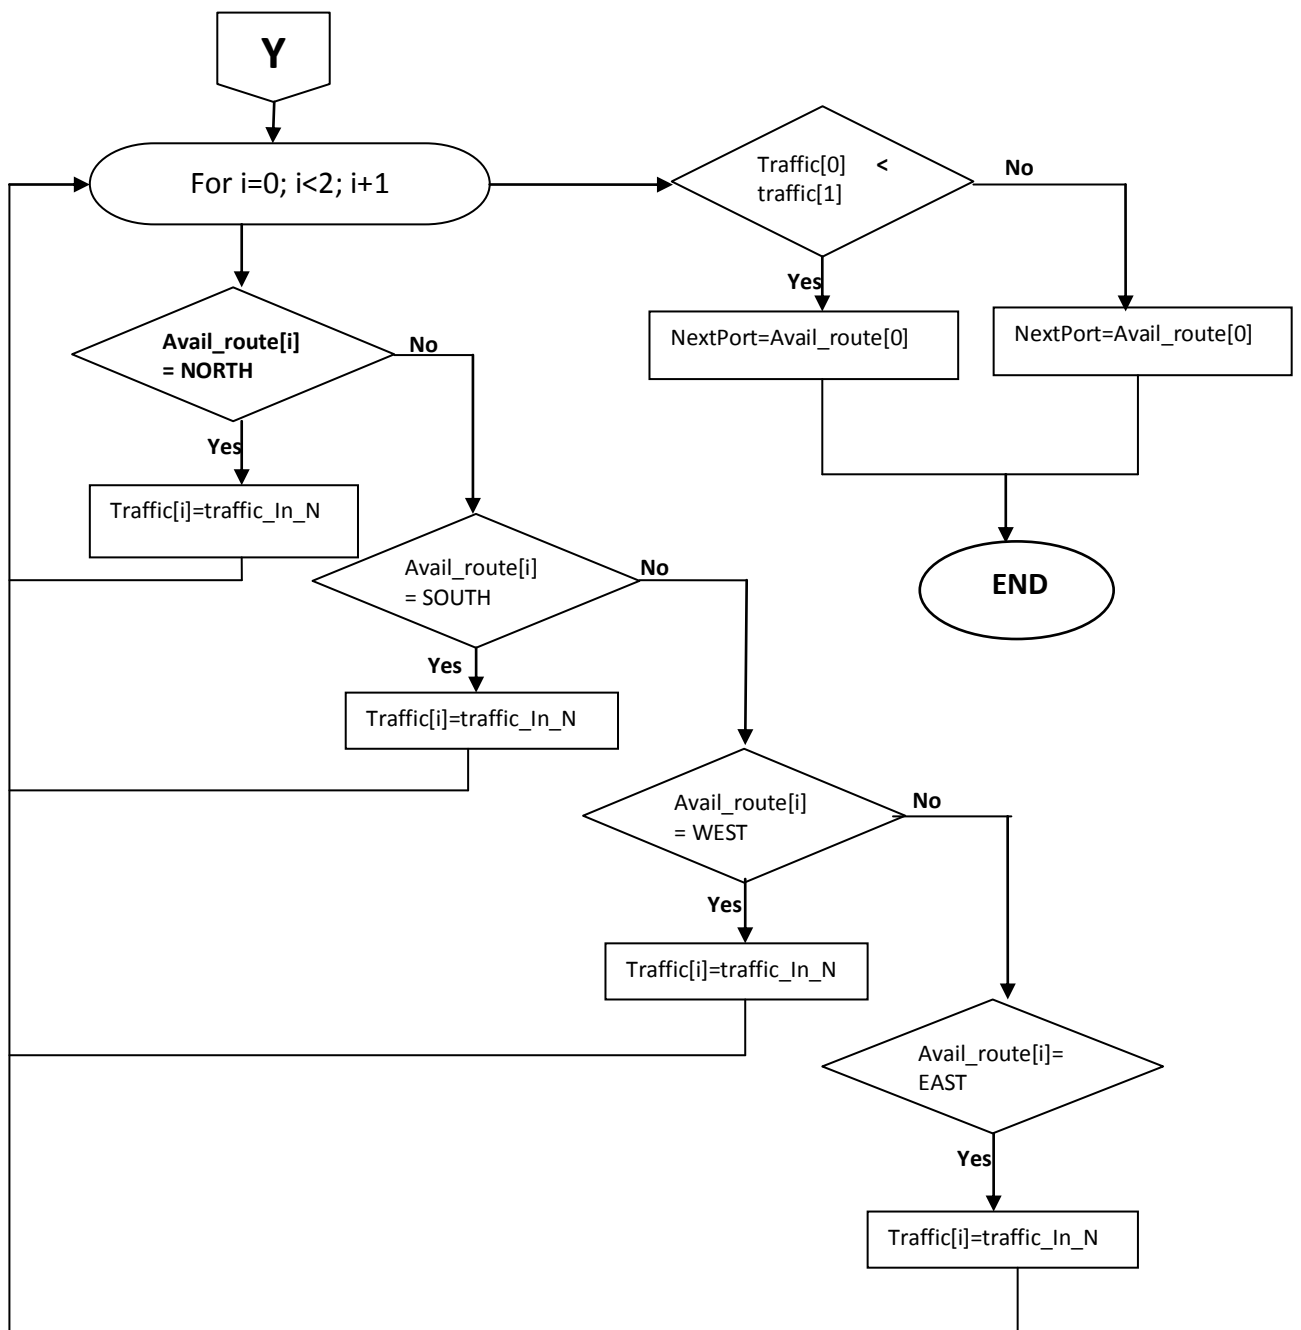 Y
For i=0; i<2; i+1
Traffic[0] <
traffic[1]
No
Yes
NextPort=Avail_route[0]
NextPort=Avail_route[0]
Avail_route[i]
= NORTH
No
Yes
Traffic[i]=traffic_In_N
Avail_route[i]
= SOUTH
No
END
Yes
Traffic[i]=traffic_In_N
Avail_route[i]
= WEST
No
Yes
Traffic[i]=traffic_In_N
Avail_route[i]=
EAST
Yes
Traffic[i]=traffic_In_N